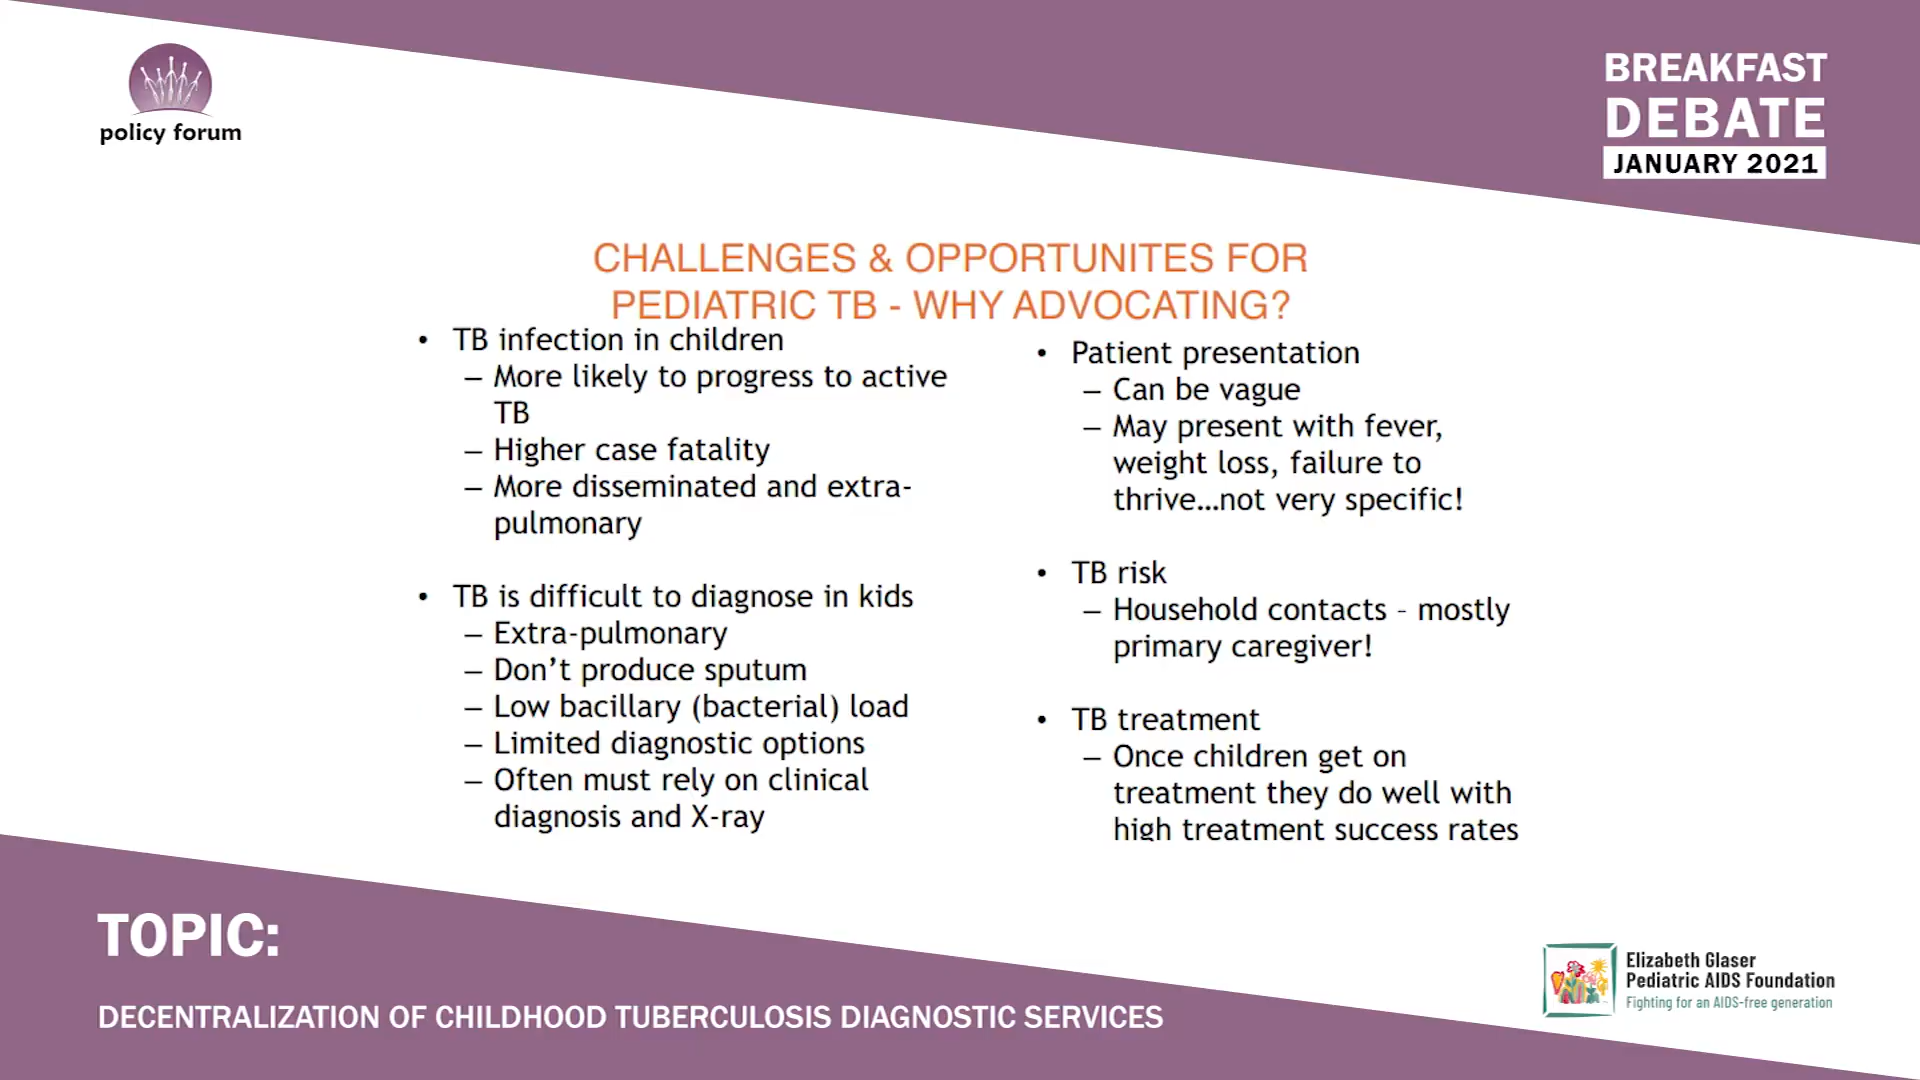 policy forum
BREAKFAST
DEBATE
JANUARY 2021
CHALLENGES & OPPORTUNITES FOR
PEDIATRIC TB - WHY ADVOCATING?
• TB infection in children
– More likely to progress to active
TB
– Higher case fatality
– More disseminated and extra-
pulmonary
• TB is difficult to diagnose in kids
– Extra-pulmonary
– Don’t produce sputum
– Low bacillary (bacterial) load
– Limited diagnostic options
– Often must rely on clinical
diagnosis and X-ray
• Patient presentation
– Can be vague
– May present with fever,
weight loss, failure to
thrive…not very specific!
• TB risk
– Household contacts - mostly
primary caregiver!
• TB treatment
– Once children get on
treatment they do well with
high treatment success rates
TOPIC:
DECENTRALIZATION OF CHILDHOOD TUBERCULOSIS DIAGNOSTIC SERVICES
Elizabeth Glaser
Pediatric AIDS Foundation
Fighting for an AIDS-free generation